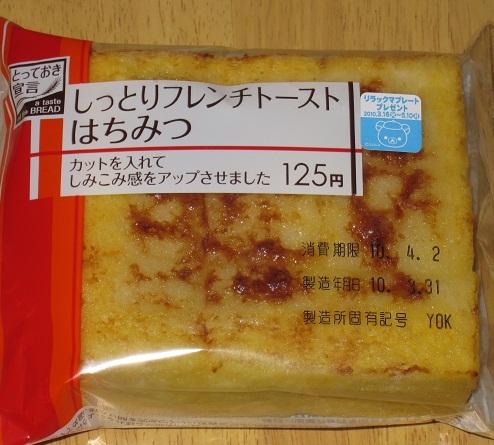 とっておき
宣言
a taste
BREAD
しっとりフレンチトースト
はちみつ
カットを入れて
しみこみ感をアップさせました 125円
リラックマプレート
プレゼント
消費期限 10. 4. 2
製造年月日 10. 3.31
製造所固有記号 YOK